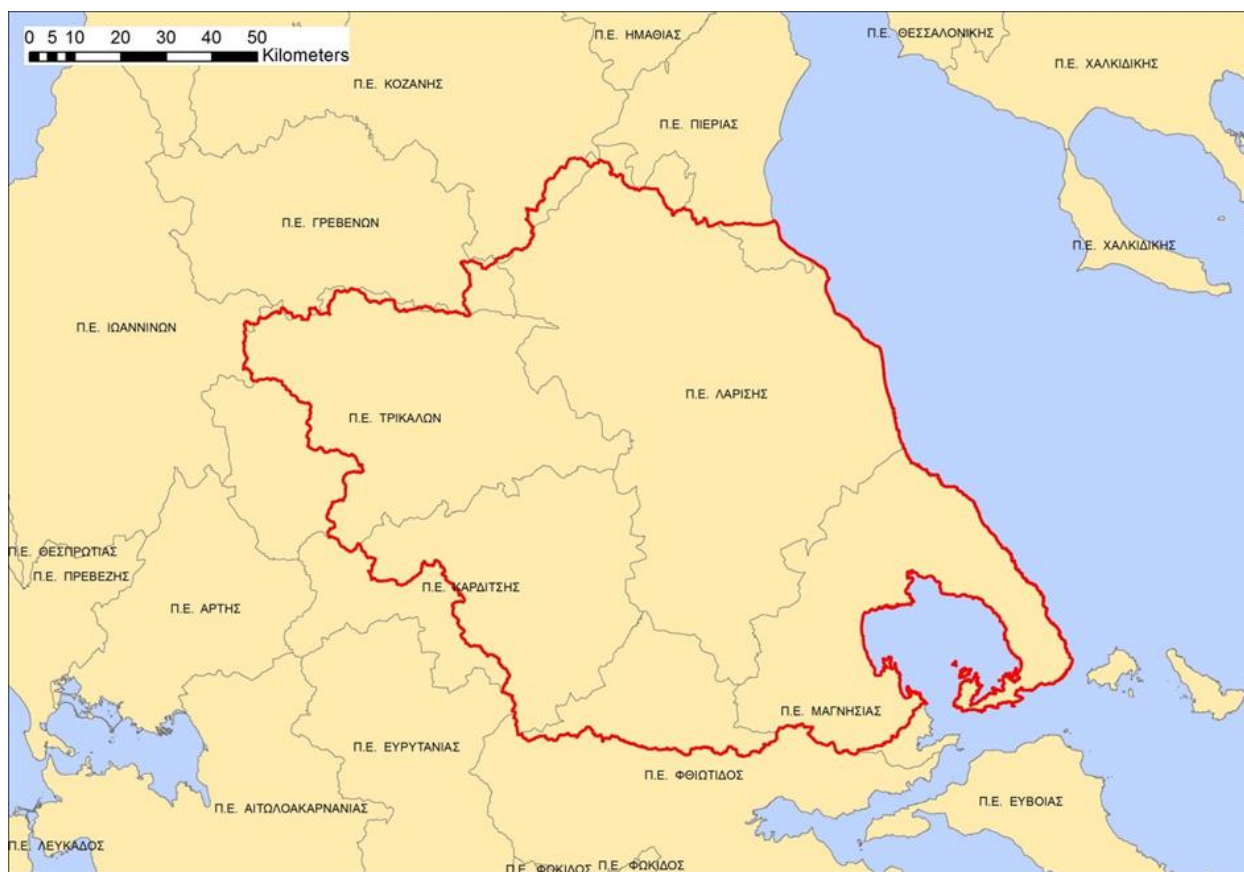 0 5 10 20 30 40 50
Kilometers
Π.Ε. ΗΜΑΘΙΑΣ
Π.Ε. ΘΕΣΣΑΛΟΝΙΚΗΣ
Π.Ε. ΧΑΛΚΙΔΙΚΗΣ
Π.Ε. ΚΟΖΑΝΗΣ
Π.Ε. ΠΙΕΡΙΑΣ
Π.Ε. ΓΡΕΒΕΝΩΝ
Π.Ε. ΧΑΛΚΙΔΙΚΗΣ
Π.Ε. ΙΩΑΝΝΙΝΩΝ
Π.Ε. ΛΑΡΙΣΗΣ
Π.Ε. ΤΡΙΚΑΛΩΝ
Π.Ε. ΘΕΣΠΡΩΤΙΑΣ
Π.Ε. ΠΡΕΒΕΖΗΣ
Π.Ε. ΚΑΡΔΙΤΣΗΣ
Π.Ε. ΑΡΤΗΣ
Π.Ε. ΜΑΓΝΗΣΙΑΣ
Π.Ε. ΕΥΡΥΤΑΝΙΑΣ
Π.Ε. ΦΘΙΩΤΙΔΟΣ
Π.Ε. ΕΥΒΟΙΑΣ
Π.Ε. ΑΙΤΩΛΟΑΚΑΡΝΑΝΙΑΣ
Π.Ε. ΛΕΥΚΑΔΟΣ
Π.Ε. ΦΩΚΙΔΟΣ
Π.Ε. ΦΩΚΙΔΟΣ